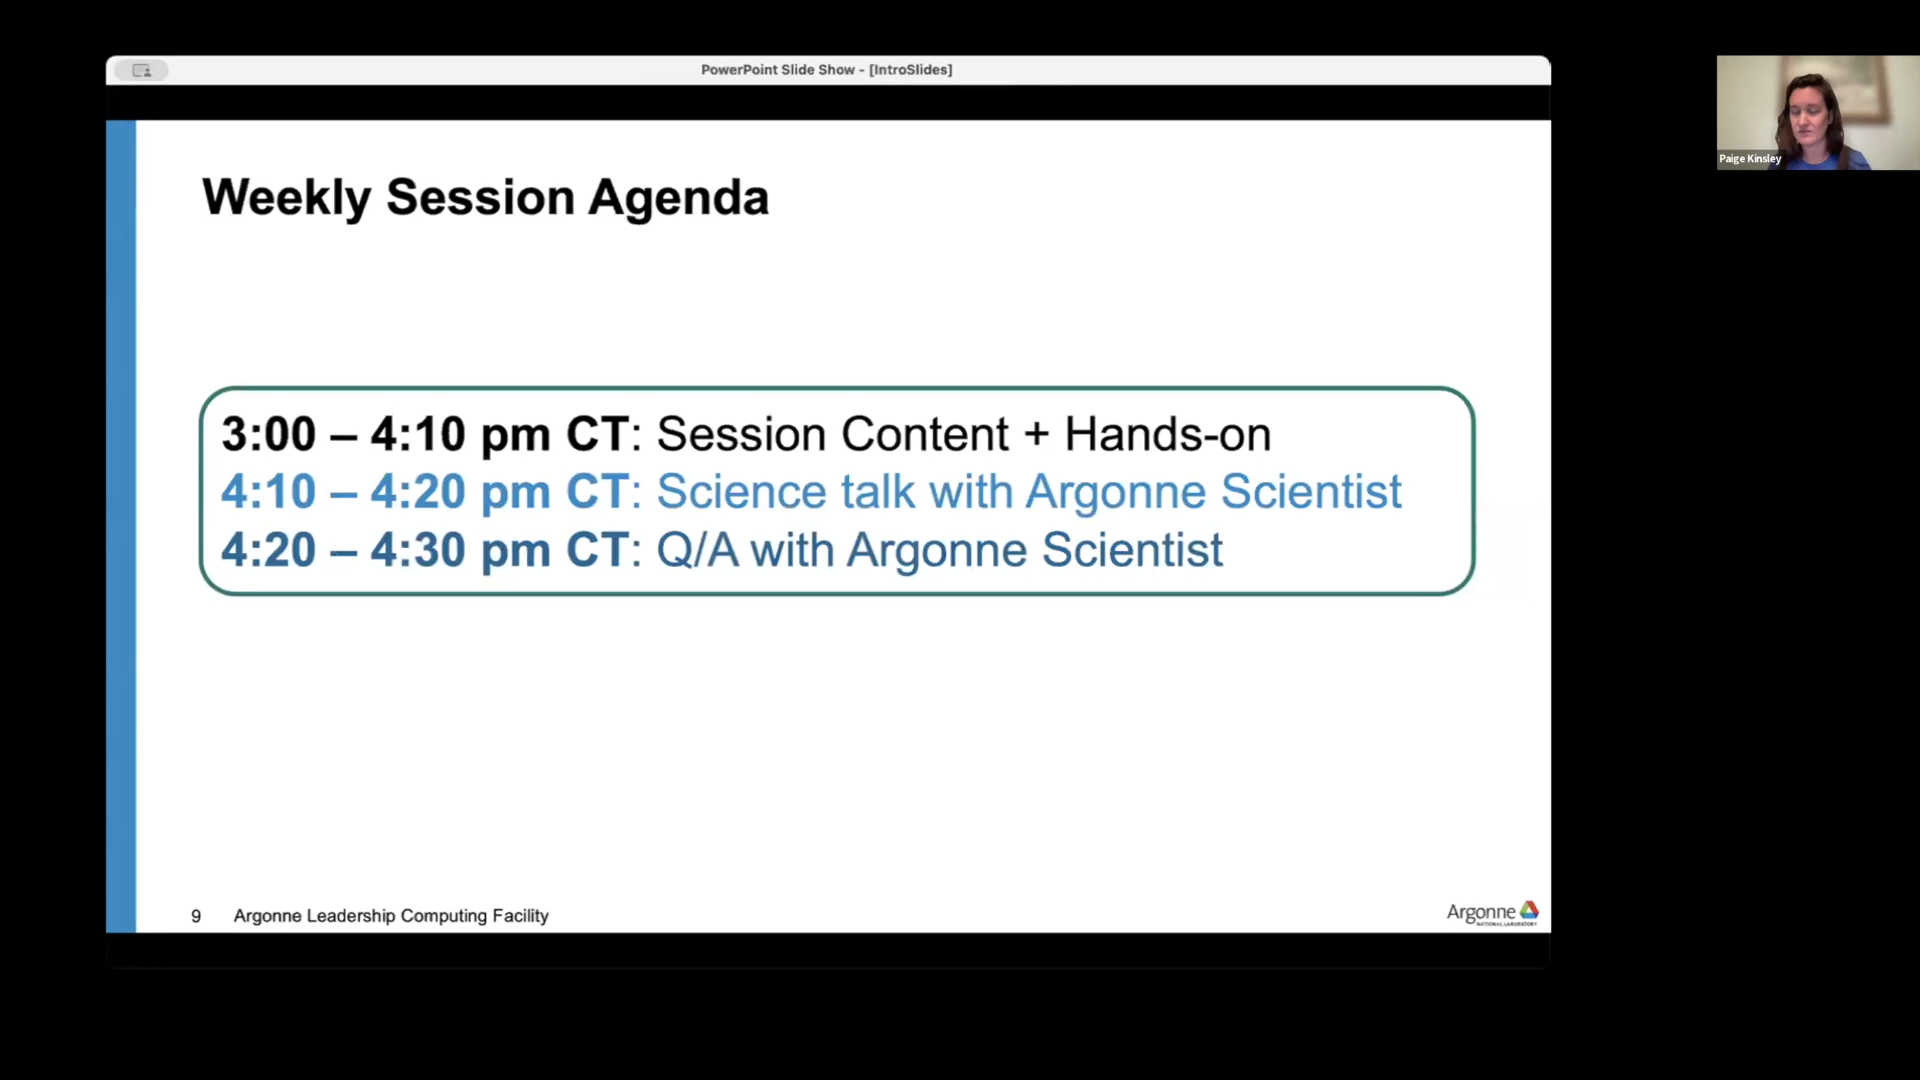 PowerPoint Slide Show - [IntroSlides]
Paige Kinsley
Weekly Session Agenda
3:00 – 4:10 pm CT: Session Content + Hands-on
4:10 – 4:20 pm CT: Science talk with Argonne Scientist
4:20 – 4:30 pm CT: Q/A with Argonne Scientist
9 Argonne Leadership Computing Facility
Argonne
NATIONAL LABORATORY